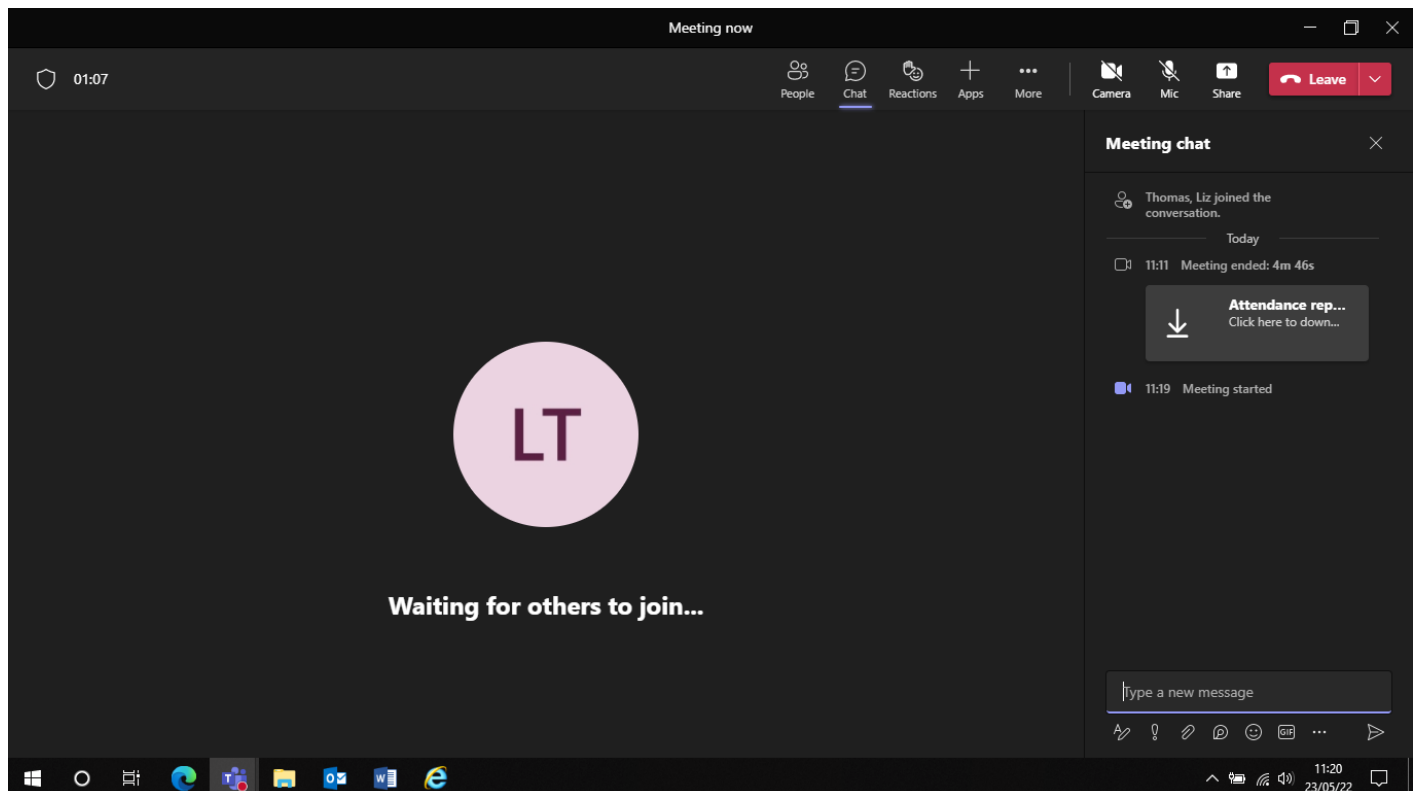 Meeting now
01:07
People Chat Reactions Apps More Camera Mic Share Leave
Meeting chat
Thomas, Liz joined the
conversation.
Today
11:11 Meeting ended: 4m 46s
Attendance rep...
Click here to down...
11:19 Meeting started
LT
Waiting for others to join...
Type a new message
GIF
11:20
23/05/22